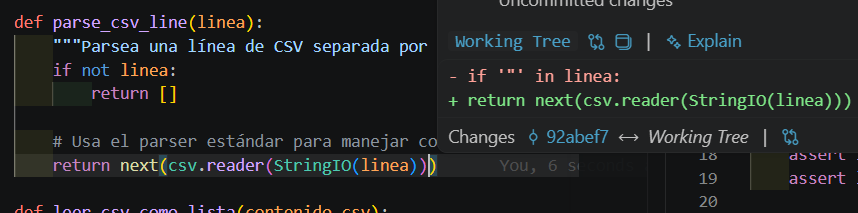 def parse_csv_line(linea):
"""Parsea una línea de CSV separada por
if not linea:
return []
# Usa el parser estándar para manejar co
return next(csv.reader(StringIO(linea)))
You, 6 s
def leer_csv_como_lista(contenido_csv):
Uncommitted changes
Working Tree | Explain
- if '"' in linea:
+ return next(csv.reader(StringIO(linea)))
Changes 92abef7 ↔ Working Tree |
18 assert
19 assert
20